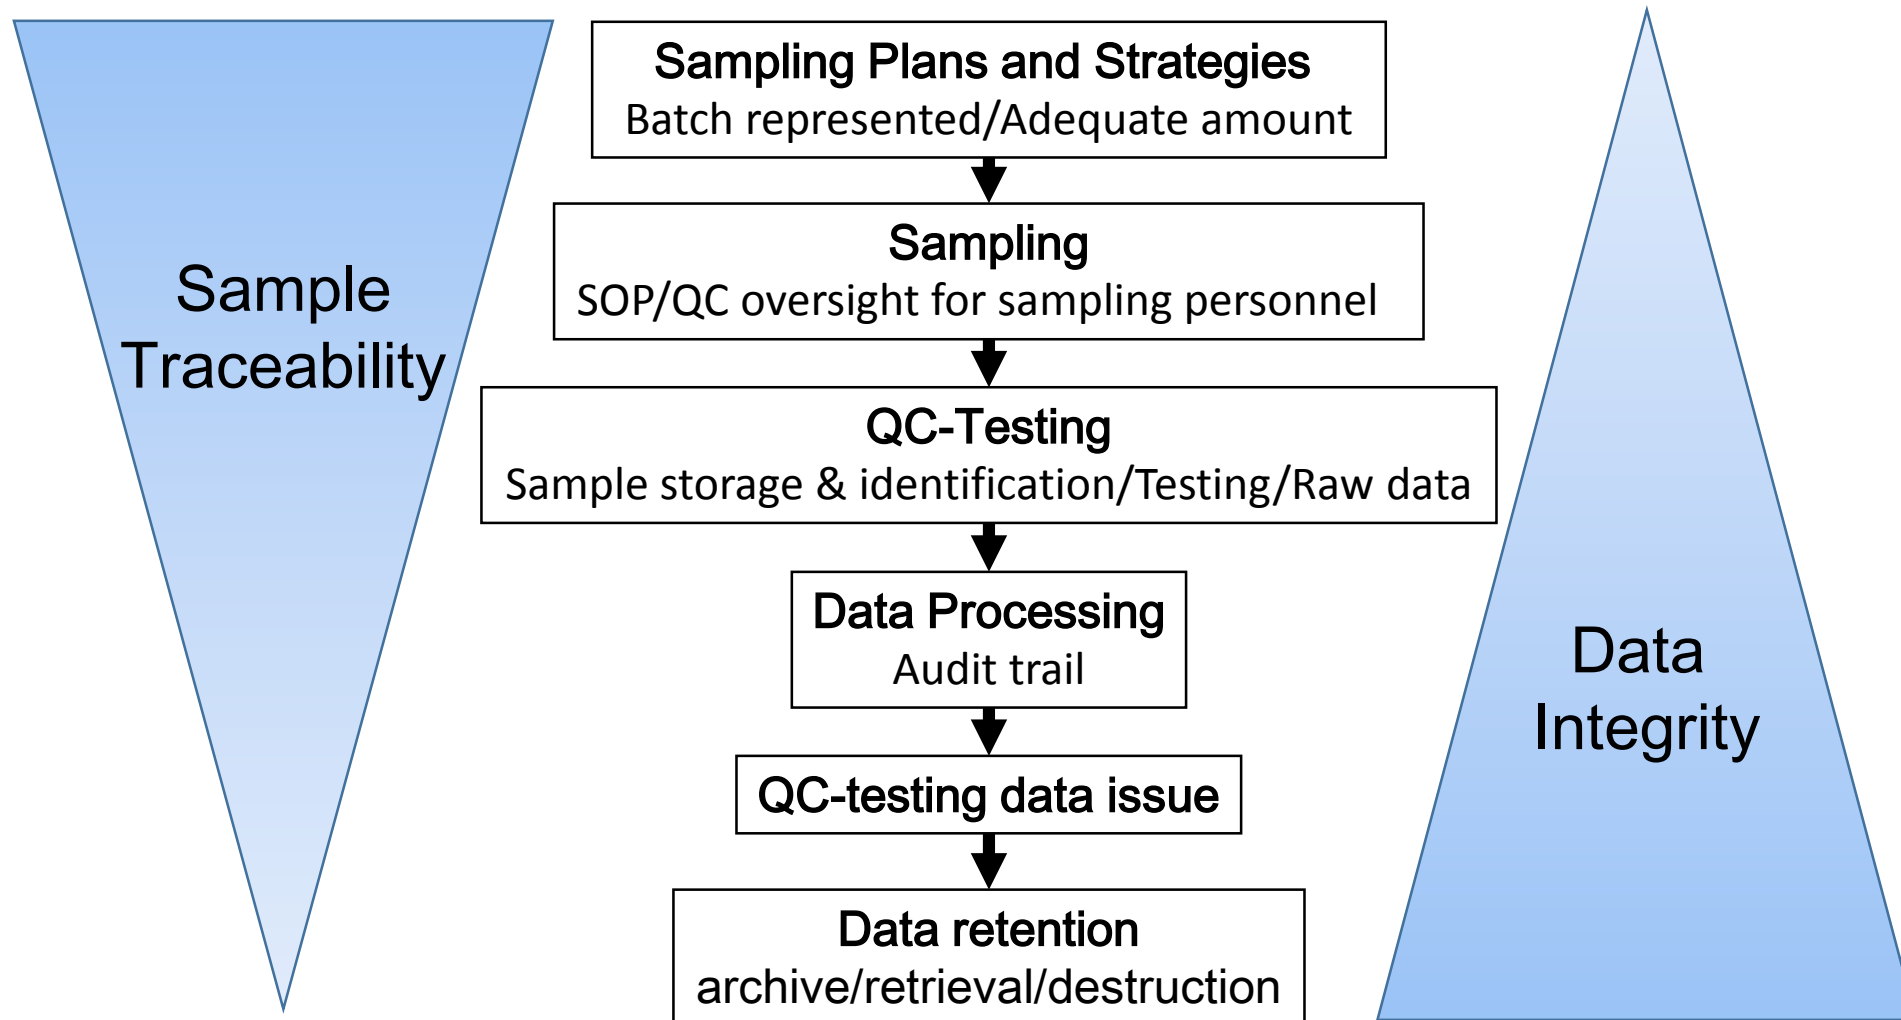 Sample
Traceability
Sampling Plans and Strategies
Batch represented/Adequate amount
Sampling
SOP/QC oversight for sampling personnel
QC-Testing
Sample storage & identification/Testing/Raw data
Data Processing
Audit trail
QC-testing data issue
Data retention
archive/retrieval/destruction
Data
Integrity